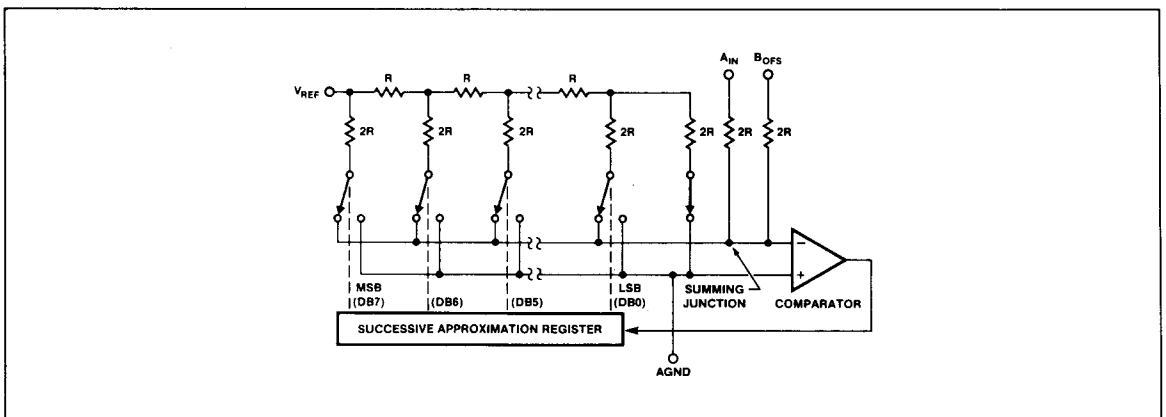 A_IN B_OFS
R R R
V_REF
2R 2R 2R 2R 2R 2R 2R
− 
+
MSB (DB7)
(DB6)
(DB5)
LSB (DB0)
SUMMING JUNCTION
COMPARATOR
SUCCESSIVE APPROXIMATION REGISTER
AGND